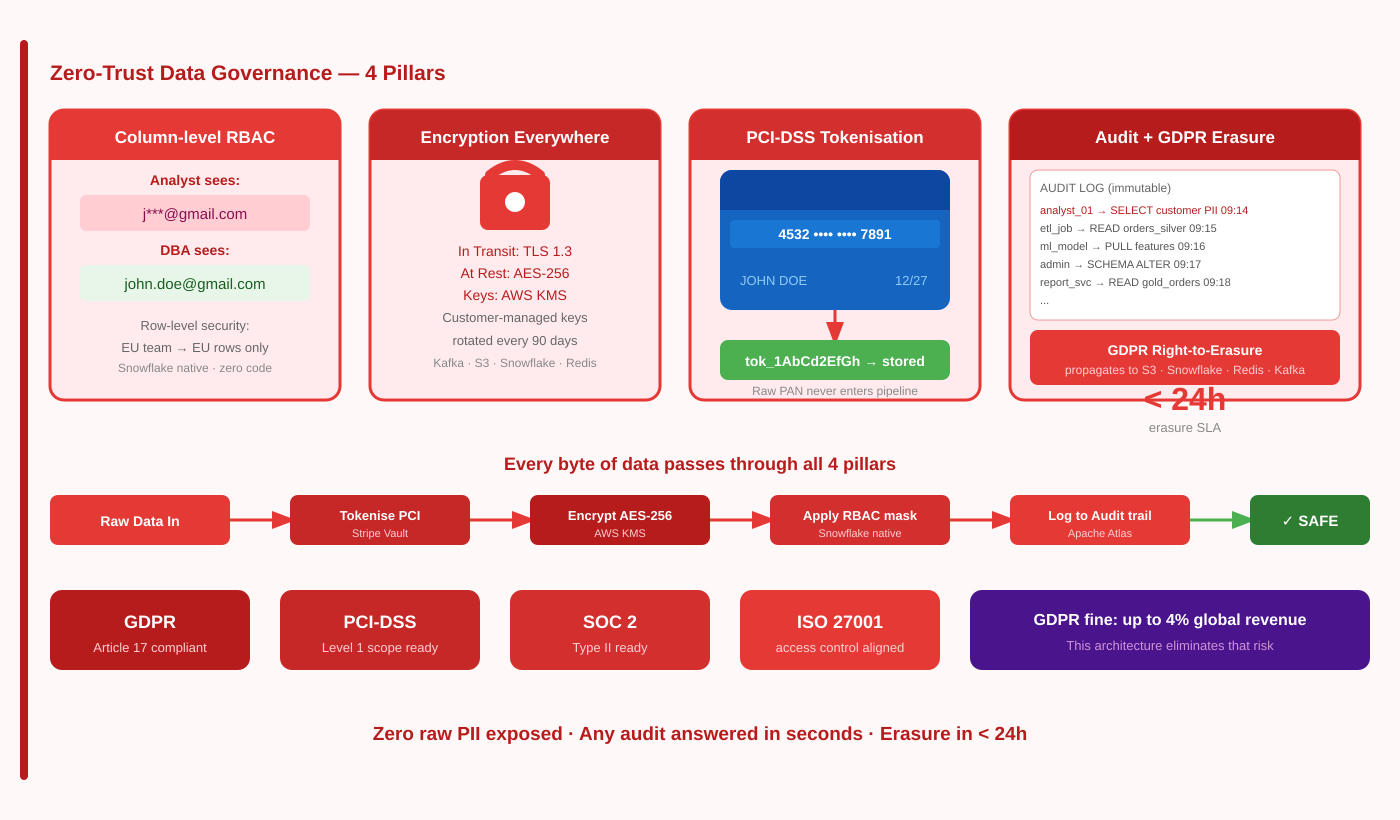 Zero-Trust Data Governance — 4 Pillars
Column-level RBAC
Analyst sees:
j***@gmail.com
DBA sees:
john.doe@gmail.com
Row-level security:
EU team → EU rows only
Snowflake native · zero code
Encryption Everywhere
In Transit: TLS 1.3
At Rest: AES-256
Keys: AWS KMS
Customer-managed keys
rotated every 90 days
Kafka · S3 · Snowflake · Redis
PCI-DSS Tokenisation
4532 •••• •••• 7891
JOHN DOE 12/27
tok_1AbCd2EfGh → stored
Raw PAN never enters pipeline
Audit + GDPR Erasure
AUDIT LOG (immutable)
analyst_01 → SELECT customer PII 09:14
etl_job → READ orders_silver 09:15
ml_model → PULL features 09:16
admin → SCHEMA ALTER 09:17
report_svc → READ gold_orders 09:18
...
GDPR Right-to-Erasure
propagates to S3 · Snowflake · Redis · Kafka
< 24h
erasure SLA
Every byte of data passes through all 4 pillars
Raw Data In
Tokenise PCI
Stripe Vault
Encrypt AES-256
AWS KMS
Apply RBAC mask
Snowflake native
Log to Audit trail
Apache Atlas
✓ SAFE
GDPR
Article 17 compliant
PCI-DSS
Level 1 scope ready
SOC 2
Type II ready
ISO 27001
access control aligned
GDPR fine: up to 4% global revenue
This architecture eliminates that risk
Zero raw PII exposed · Any audit answered in seconds · Erasure in < 24h